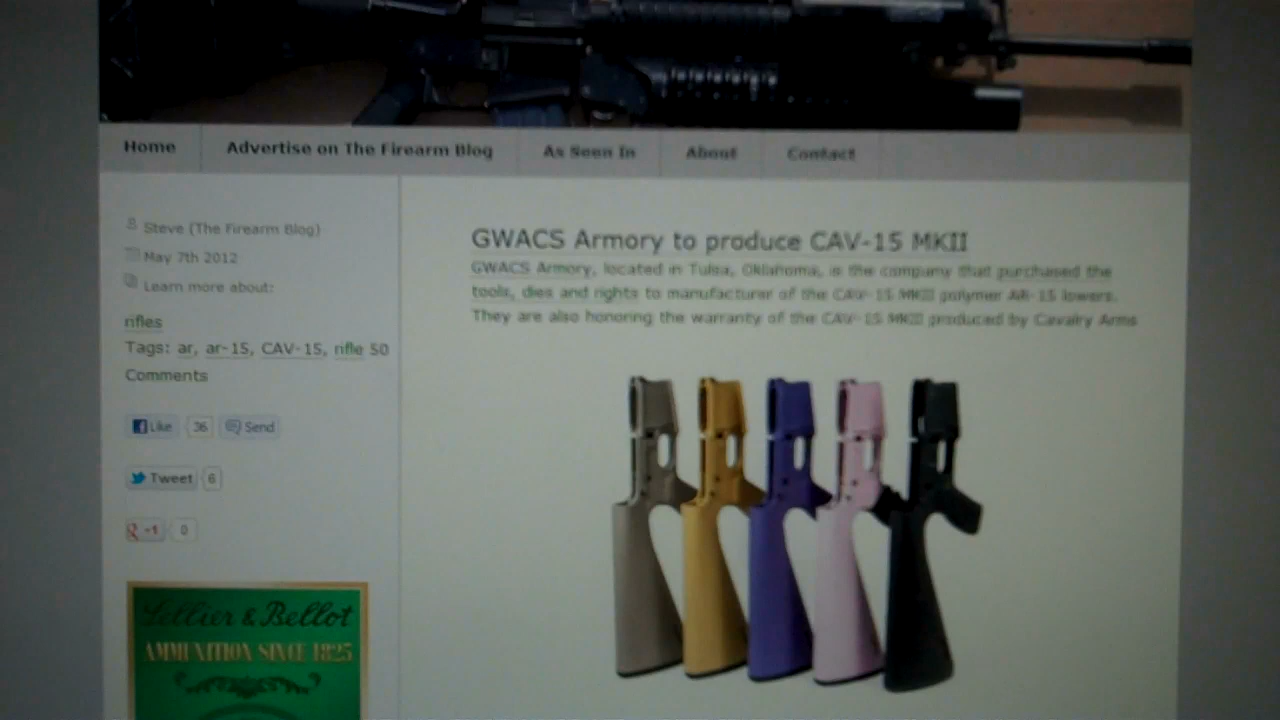 Home Advertise on The Firearm Blog As Seen In About Contact
Steve (The Firearm Blog)
May 7th 2012
Learn more about:
rifles
Tags: ar, ar-15, CAV-15, rifle 50
Comments
Like 36 Send
Tweet 6
+1 0
Sellier & Bellot
AMMUNITION SINCE 1825
GWACS Armory to produce CAV-15 MKII
GWACS Armory, located in Tulsa, Oklahoma, is the company that purchased the
tools, dies and rights to manufacturer of the CAV-15 MKII polymer AR-15 lowers.
They are also honoring the warranty of the CAV-15 MKII produced by Cavalry Arms